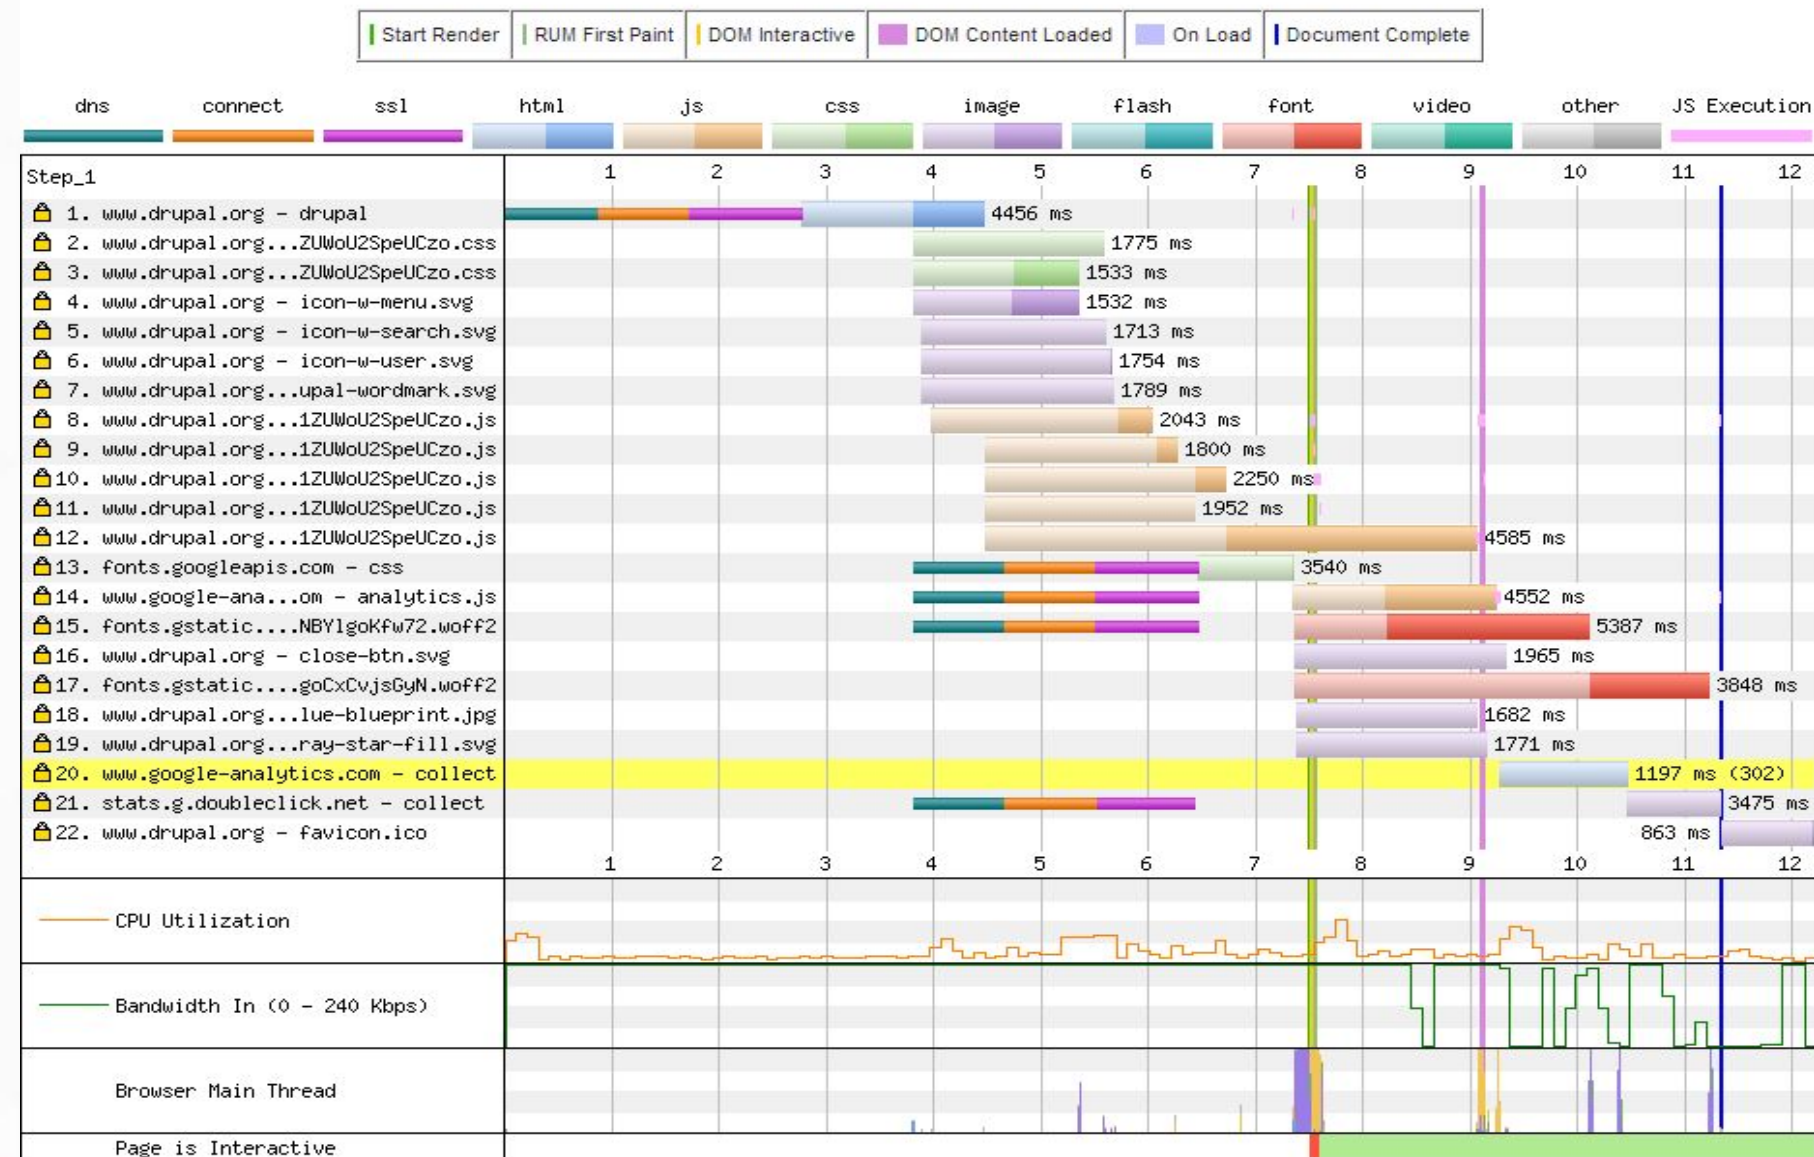 Start Render RUM First Paint DOM Interactive DOM Content Loaded On Load Document Complete
dns connect ssl html js css image flash font video other JS Execution
Step_1 1 2 3 4 5 6 7 8 9 10 11 12
1. www.drupal.org - drupal 4456 ms
2. www.drupal.org...ZUWoU2SpeUCzo.css 1775 ms
3. www.drupal.org...ZUWoU2SpeUCzo.css 1533 ms
4. www.drupal.org - icon-w-menu.svg 1532 ms
5. www.drupal.org - icon-w-search.svg 1713 ms
6. www.drupal.org - icon-w-user.svg 1754 ms
7. www.drupal.org...upal-wordmark.svg 1789 ms
8. www.drupal.org...1ZUWoU2SpeUCzo.js 2043 ms
9. www.drupal.org...1ZUWoU2SpeUCzo.js 1800 ms
10. www.drupal.org...1ZUWoU2SpeUCzo.js 2250 ms
11. www.drupal.org...1ZUWoU2SpeUCzo.js 1952 ms
12. www.drupal.org...1ZUWoU2SpeUCzo.js 4585 ms
13. fonts.googleapis.com - css 3540 ms
14. www.google-ana...om - analytics.js 4552 ms
15. fonts.gstatic....NBYlgoKfw72.woff2 5387 ms
16. www.drupal.org - close-btn.svg 1965 ms
17. fonts.gstatic....goCxCvjsGyN.woff2 3848 ms
18. www.drupal.org...lue-blueprint.jpg 1682 ms
19. www.drupal.org...ray-star-fill.svg 1771 ms
20. www.google-analytics.com - collect 1197 ms (302)
21. stats.g.doubleclick.net - collect 3475 ms
22. www.drupal.org - favicon.ico 863 ms
1 2 3 4 5 6 7 8 9 10 11 12
CPU Utilization
Bandwidth In (0 - 240 Kbps)
Browser Main Thread
Page is Interactive